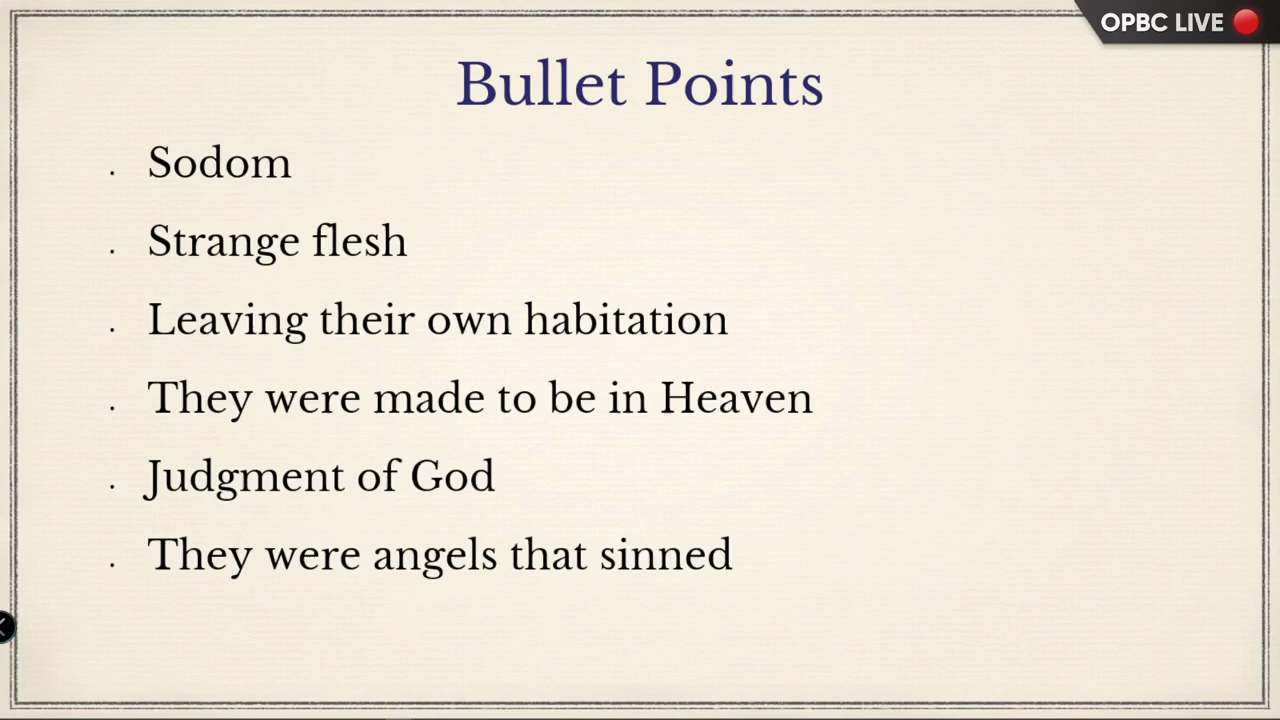 OPBC LIVE
Bullet Points
. Sodom
. Strange flesh
. Leaving their own habitation
. They were made to be in Heaven
. Judgment of God
. They were angels that sinned